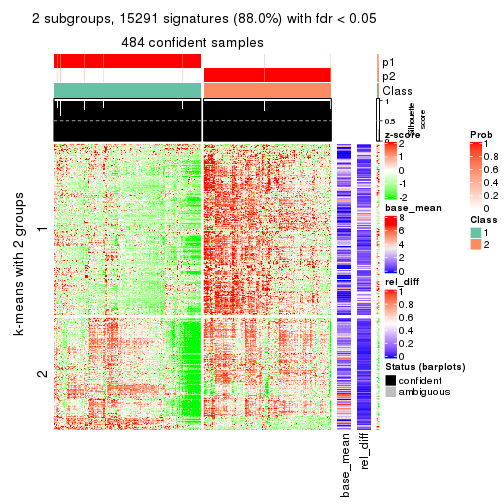 2 subgroups, 15291 signatures (88.0%) with fdr < 0.05
484 confident samples
p1
p2
Class
1
0.5
0
Silhouette
score
k-means with 2 groups
1
2
z-score
2
1
0
-1
-2
base_mean
8
6
4
2
0
rel_diff
1
0.8
0.6
0.4
0.2
0
Status (barplots)
confident
ambiguous
Prob
1
0.8
0.6
0.4
0.2
0
Class
1
2
base_mean
rel_diff